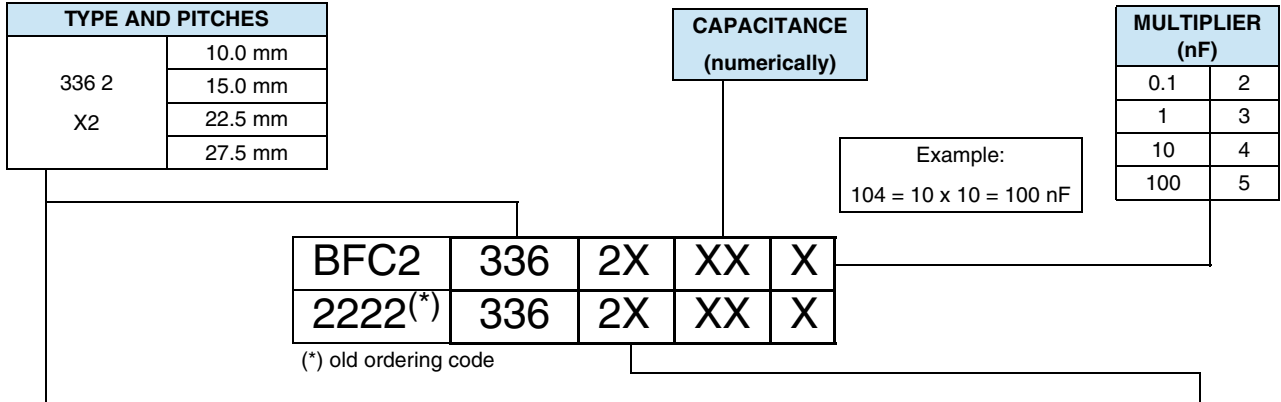 TYPE AND PITCHES
336 2
X2
10.0 mm
15.0 mm
22.5 mm
27.5 mm
CAPACITANCE
(numerically)
MULTIPLIER
(nF)
0.1 2
1 3
10 4
100 5
Example:
104 = 10 x 10 = 100 nF
BFC2 336 2X XX X
2222(*) 336 2X XX X
(*) old ordering code